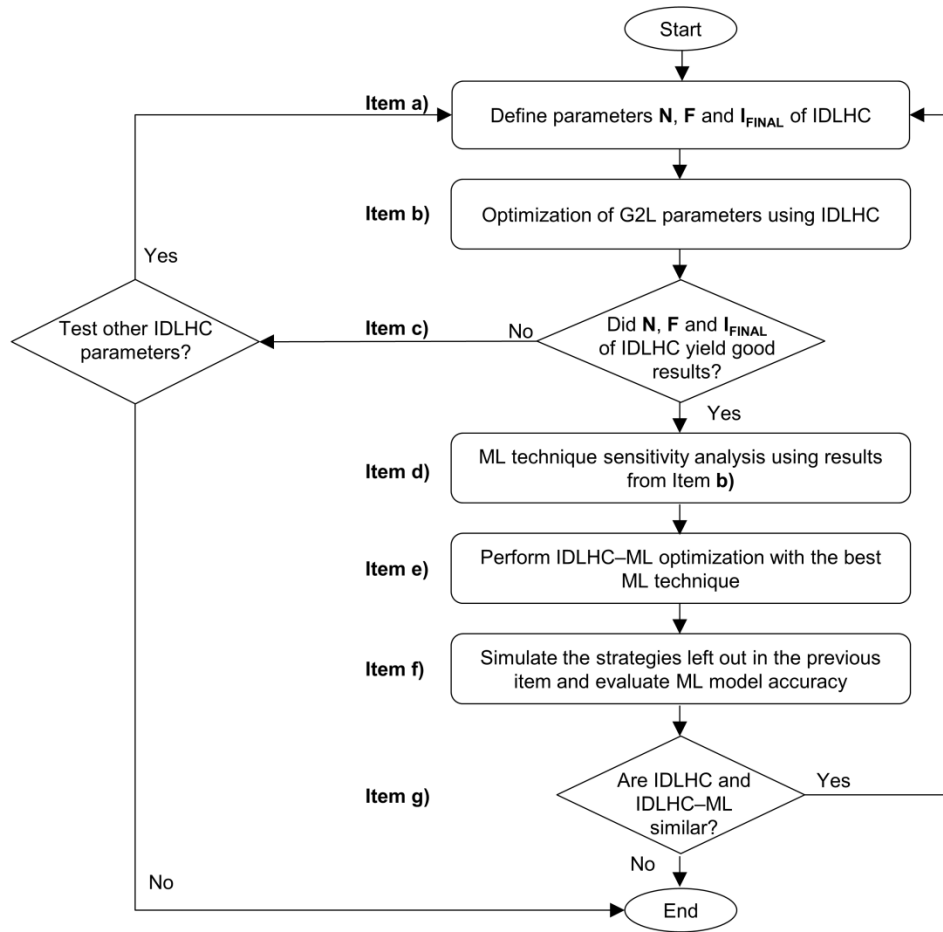 Start
Item a)
Define parameters N, F and I_FINAL of IDLHC
Item b)
Optimization of G2L parameters using IDLHC
Yes
Test other IDLHC
parameters?
Item c)
No
Did N, F and I_FINAL
of IDLHC yield good
results?
Yes
Item d)
ML technique sensitivity analysis using results
from Item b)
Item e)
Perform IDLHC–ML optimization with the best
ML technique
Item f)
Simulate the strategies left out in the previous
item and evaluate ML model accuracy
Item g)
Are IDLHC and
IDLHC–ML
similar?
Yes
No
No
End